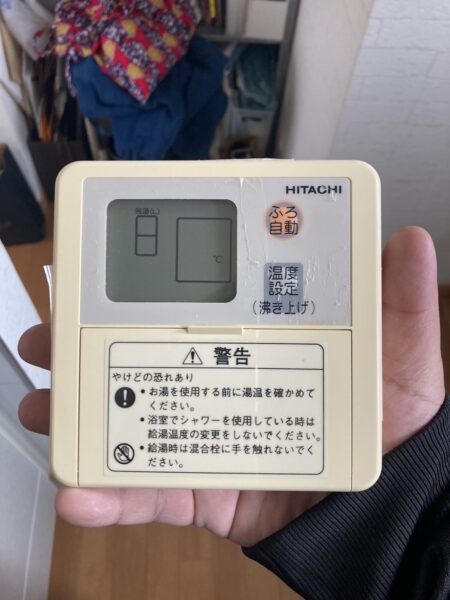 HITACHI
残湯(L)
℃
ふろ
自動
温度
設定
(沸き上げ)
⚠ 警告
やけどの恐れあり
●お湯を使用する前に湯温を確かめて
ください。
●浴室でシャワーを使用している時は
給湯温度の変更をしないでください。
●給湯時は混合栓に手を触れないでく
ださい。